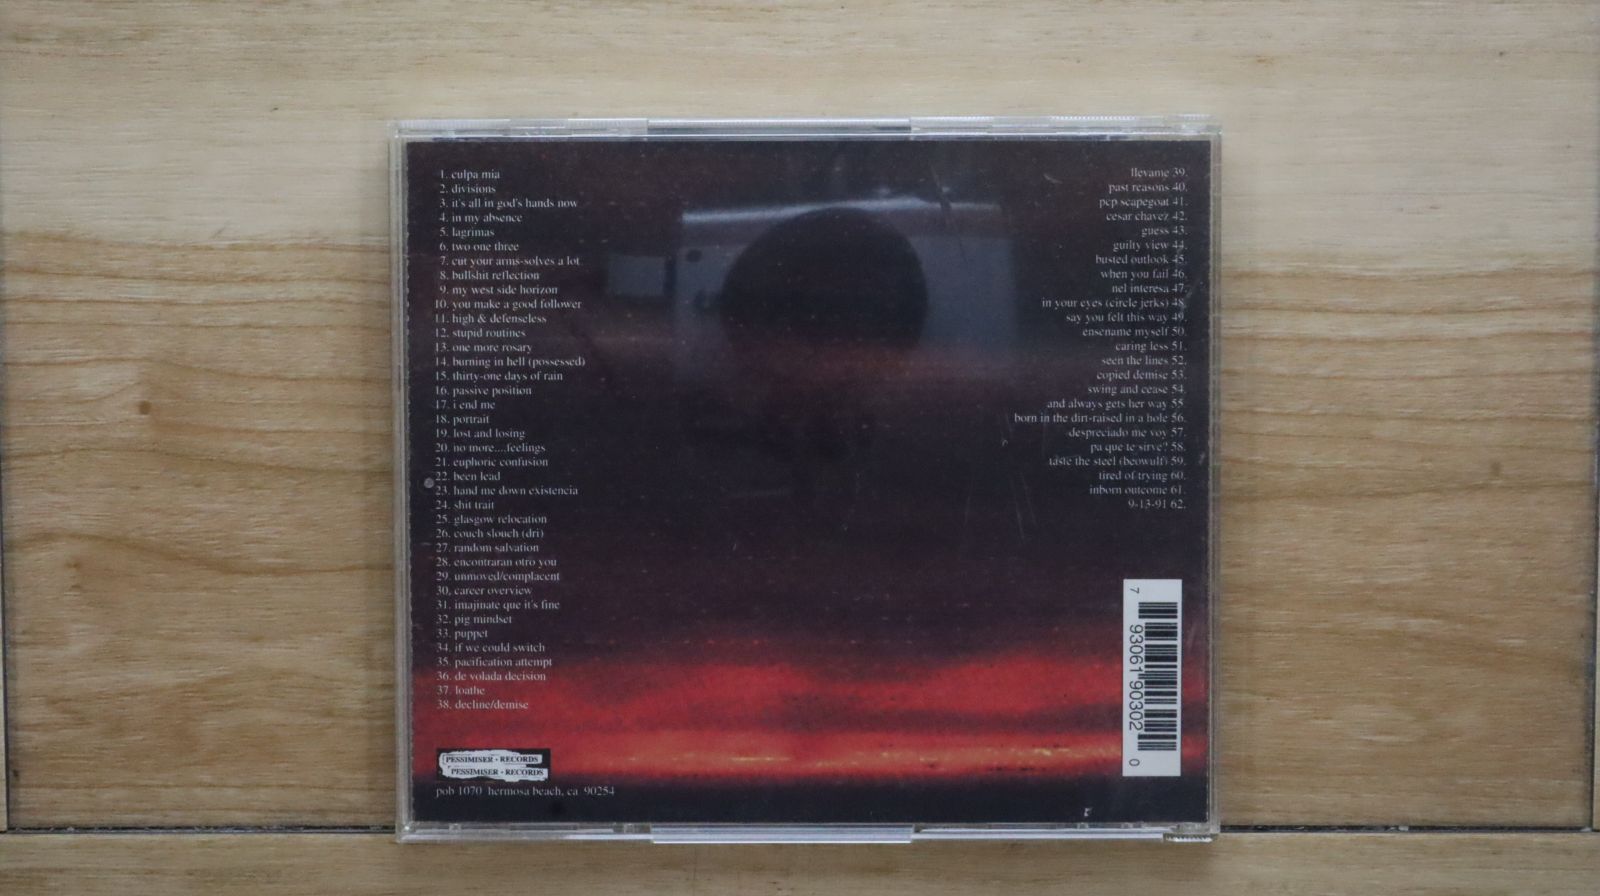 1. culpa mia
2. divisions
3. it's all in god's hands now
4. in my absence
5. lagrimas
6. two one three
7. cut your arms-solves a lot
8. bullshit reflection
9. my west side horizon
10. you make a good follower
11. high & defenseless
12. stupid routines
13. one more rosary
14. burning in hell (possessed)
15. thirty-one days of rain
16. passive position
17. i end me
18. portrait
19. lost and losing
20. no more....feelings
21. euphoric confusion
22. been lead
23. hand me down existencia
24. shit trait
25. glasgow relocation
26. couch slouch (dri)
27. random salvation
28. encontraran otro you
29. unmoved/complacent
30. career overview
31. imajinate que it's fine
32. pig mindset
33. puppet
34. if we could switch
35. pacification attempt
36. de volada decision
37. loathe
38. decline/demise
llevame 39.
past reasons 40.
pcp scapegoat 41.
cesar chavez 42.
guess 43.
guilty view 44.
busted outlook 45.
when you fail 46.
nel interesa 47.
in your eyes (circle jerks) 48.
say you felt this way 49.
ensename myself 50.
caring less 51.
seen the lines 52.
copied demise 53.
swing and cease 54.
and always gets her way 55.
born in the dirt-raised in a hole 56.
despreciado me voy 57.
pa que te sirve? 58.
taste the steel (beowulf) 59.
tired of trying 60.
inborn outcome 61.
9-13-91 62.
PESSIMISER - RECORDS
PESSIMISER - RECORDS
pob 1070 hermosa beach, ca 90254
7 93061 90302 0